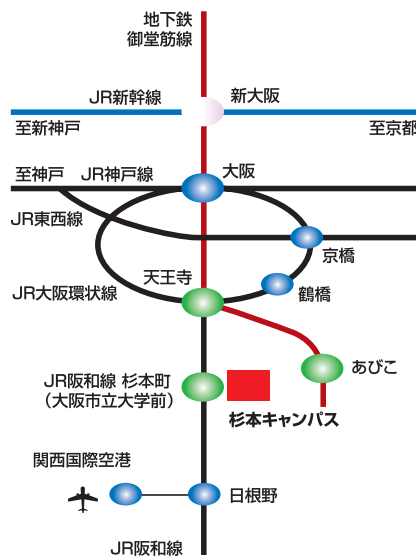 地下鉄
御堂筋線
JR新幹線
新大阪
至新神戸
至京都
至神戸
JR神戸線
大阪
JR東西線
京橋
天王寺
鶴橋
JR大阪環状線
あびこ
JR阪和線 杉本町
（大阪市立大学前）
杉本キャンパス
関西国際空港
日根野
JR阪和線